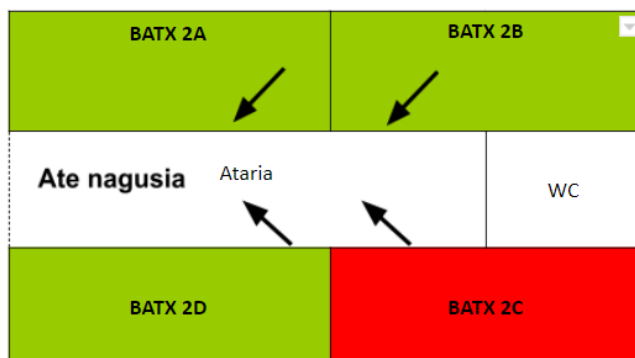 BATX 2A
BATX 2B
Ate nagusia
Ataria
WC
BATX 2D
BATX 2C